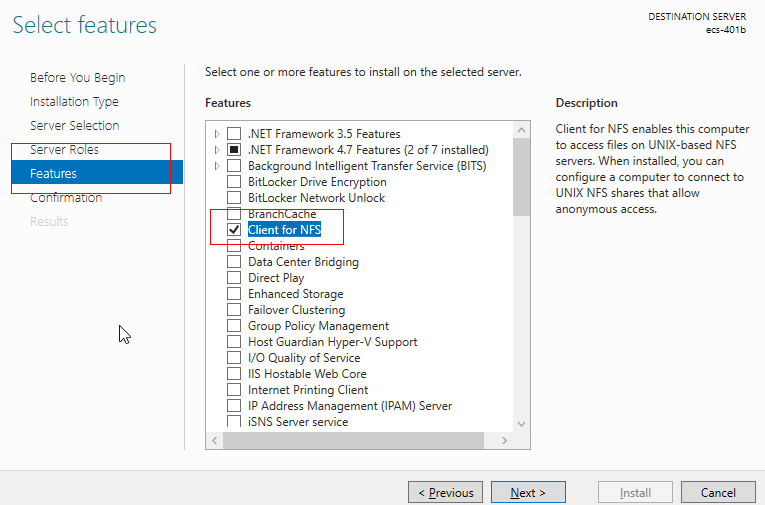 Select features
DESTINATION SERVER
ecs-401b
Before You Begin
Installation Type
Server Selection
Server Roles
Features
Confirmation
Results
Select one or more features to install on the selected server.
Features
.NET Framework 3.5 Features
.NET Framework 4.7 Features (2 of 7 installed)
Background Intelligent Transfer Service (BITS)
BitLocker Drive Encryption
BitLocker Network Unlock
BranchCache
Client for NFS
Containers
Data Center Bridging
Direct Play
Enhanced Storage
Failover Clustering
Group Policy Management
Host Guardian Hyper-V Support
I/O Quality of Service
IIS Hostable Web Core
Internet Printing Client
IP Address Management (IPAM) Server
iSNS Server service
Description
Client for NFS enables this computer
to access files on UNIX-based NFS
servers. When installed, you can
configure a computer to connect to
UNIX NFS shares that allow
anonymous access.
< Previous
Next >
Install
Cancel